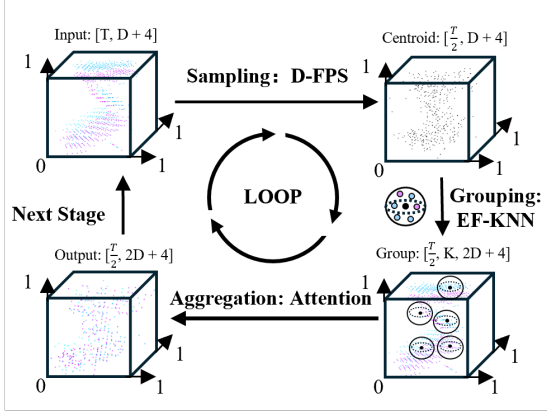 Input: [T, D + 4]
Centroid: [T/2, D + 4]
1
1
Sampling: D-FPS
1
1
0
1
0
1
LOOP
Grouping:
EF-KNN
Next Stage
Output: [T/2, 2D + 4]
Group: [T/2, K, 2D + 4]
1
1
Aggregation: Attention
1
1
0
1
0
1